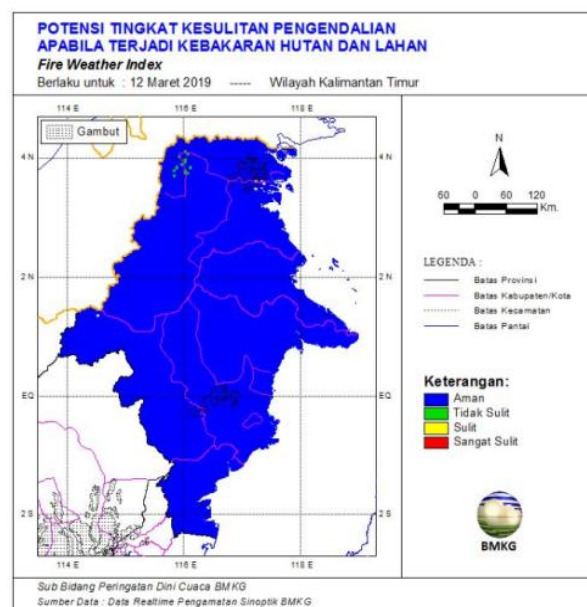 POTENSI TINGKAT KESULITAN PENGENDALIAN
APABILA TERJADI KEBAKARAN HUTAN DAN LAHAN
Fire Weather Index
Berlaku untuk : 12 Maret 2019 ----- Wilayah Kalimantan Timur
114 E 116 E 118 E
Gambut
4 N 4 N
2 N 2 N
EQ EQ
2 S 2 S
114 E 116 E 118 E
N
60 0 60 120
Km.
LEGENDA :
Batas Provinsi
Batas Kabupaten/Kota
Batas Kecamatan
Batas Pantai
Keterangan:
Aman
Tidak Sulit
Sulit
Sangat Sulit
BMKG
Sub Bidang Peringatan Dini Cuaca BMKG
Sumber Data : Data Realtime Pengamatan Sinoptik BMKG